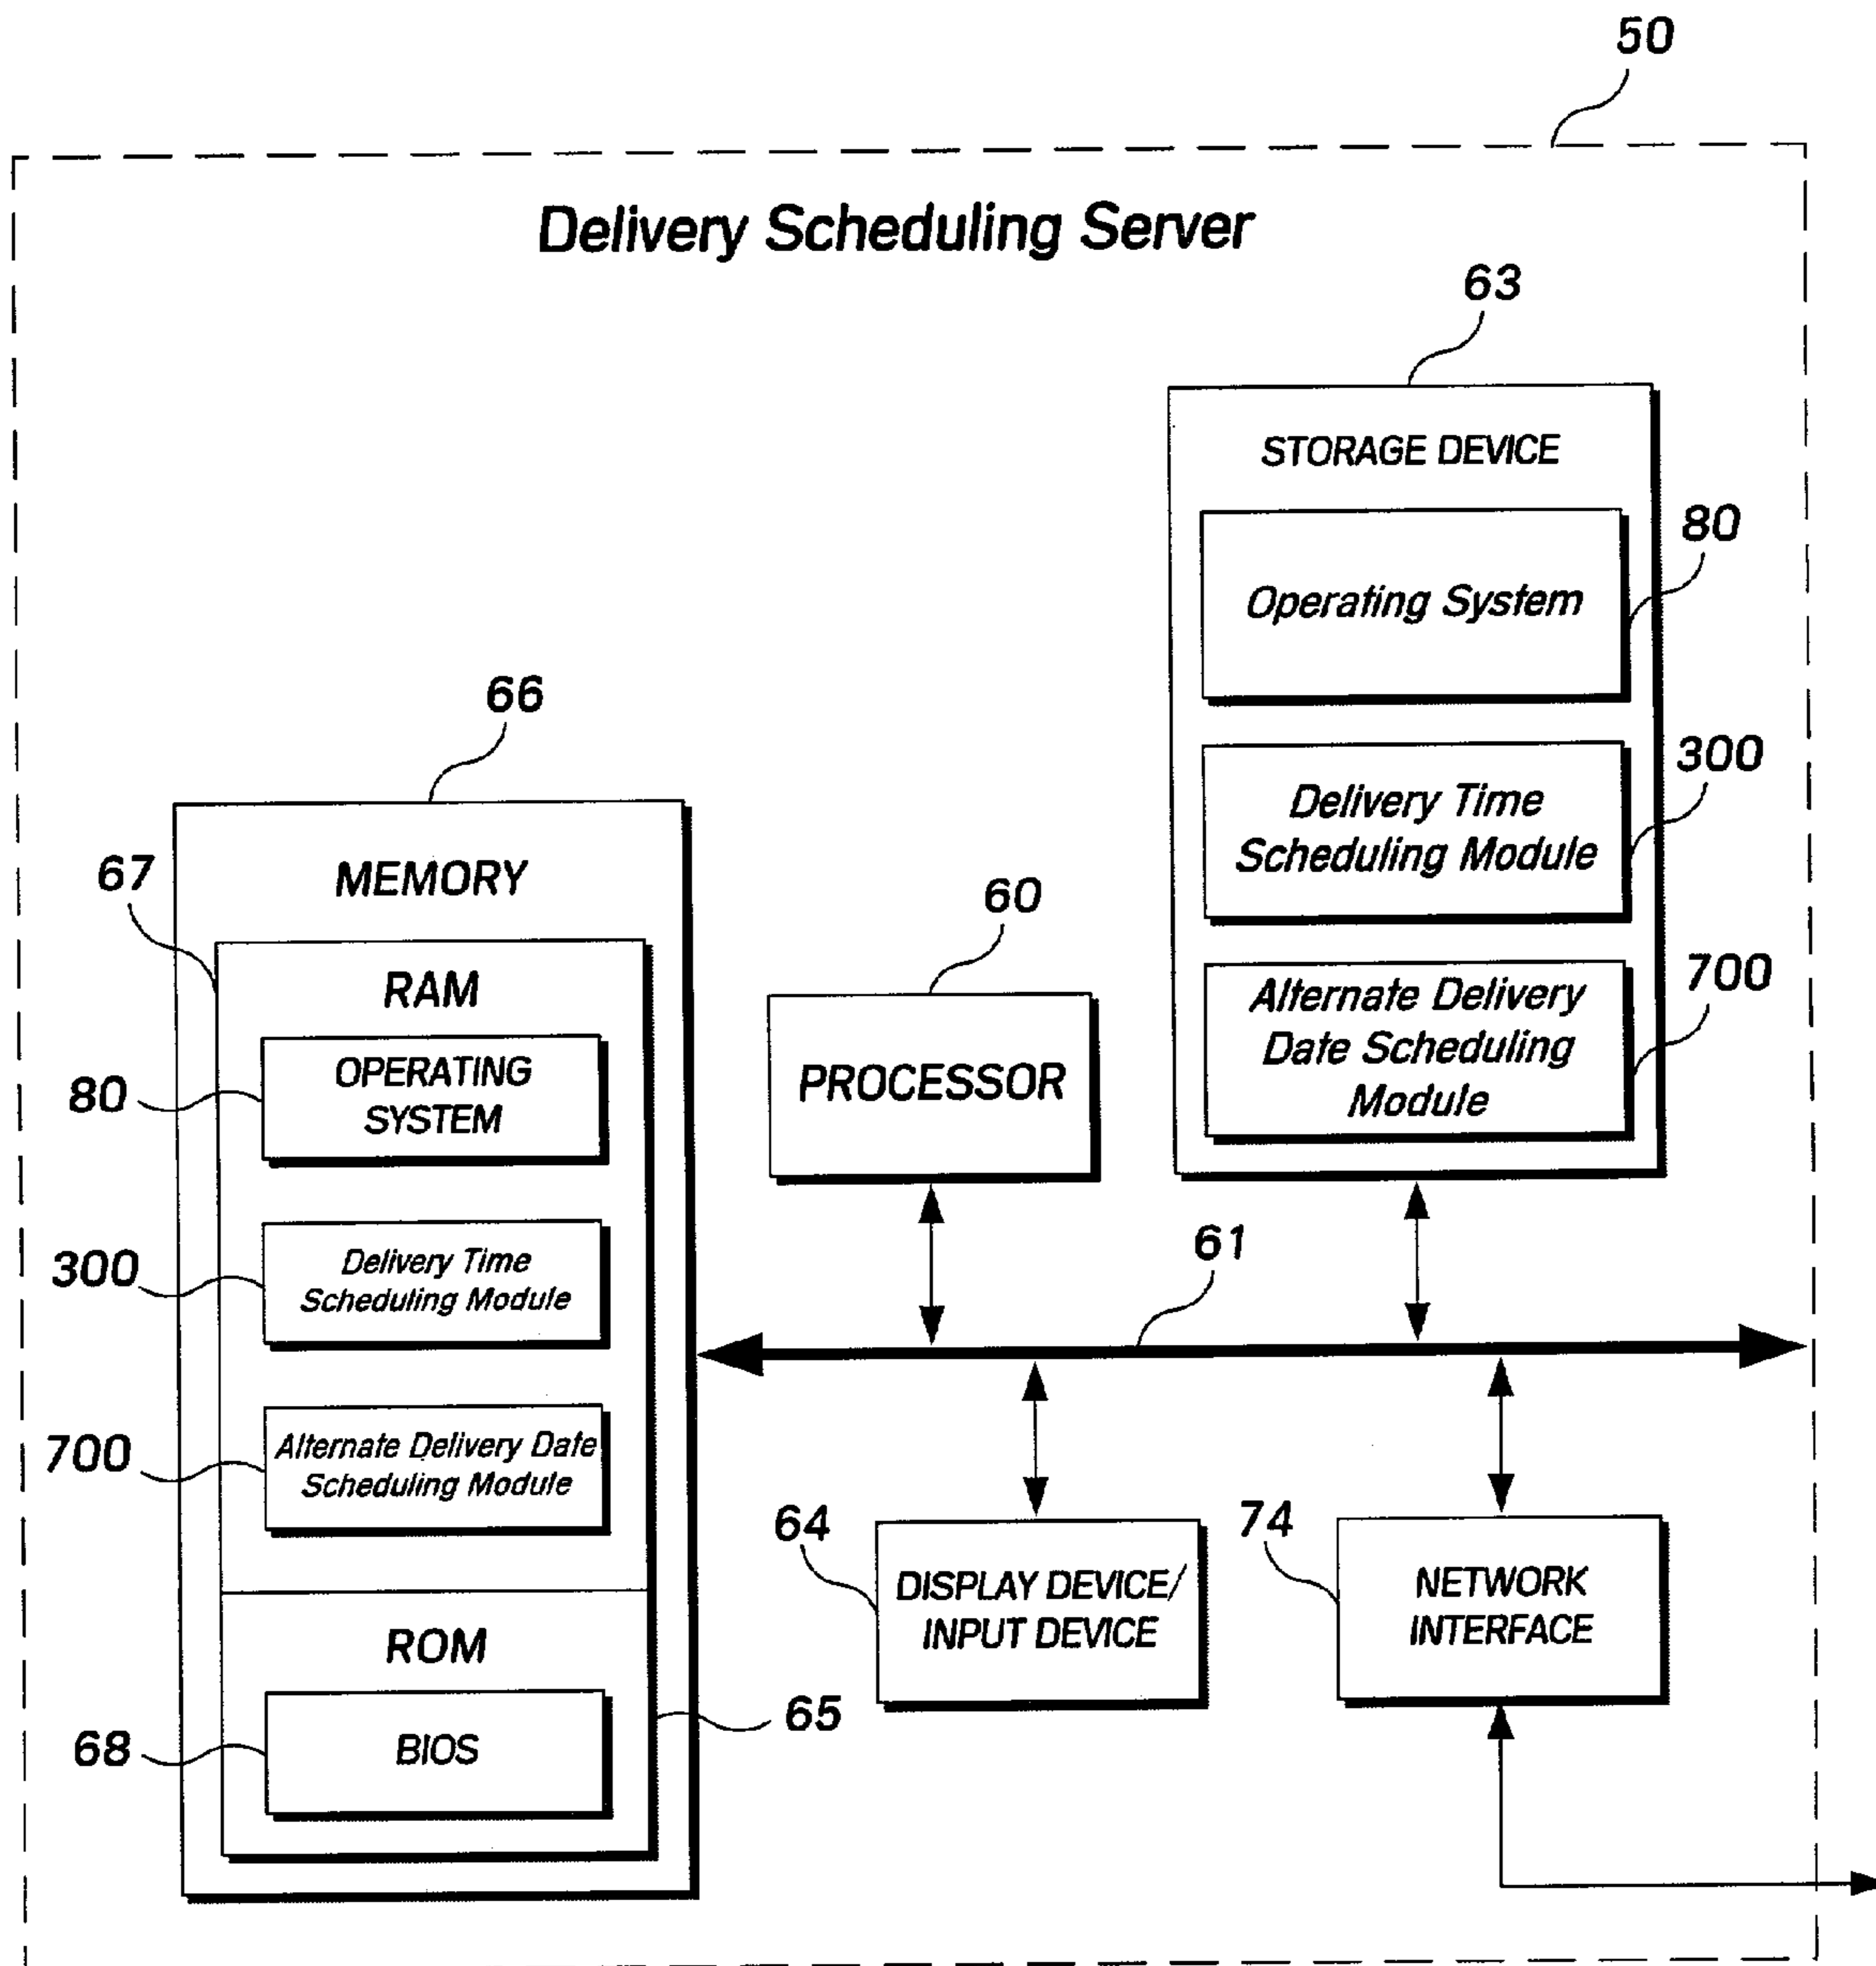 50
Delivery Scheduling Server
63
STORAGE DEVICE
80
Operating System
300
Delivery Time
Scheduling Module
700
Alternate Delivery
Date Scheduling
Module
66
MEMORY
67
RAM
80
OPERATING
SYSTEM
300
Delivery Time
Scheduling Module
700
Alternate Delivery Date
Scheduling Module
ROM
65
68
BIOS
60
PROCESSOR
61
64
DISPLAY DEVICE/
INPUT DEVICE
74
NETWORK
INTERFACE